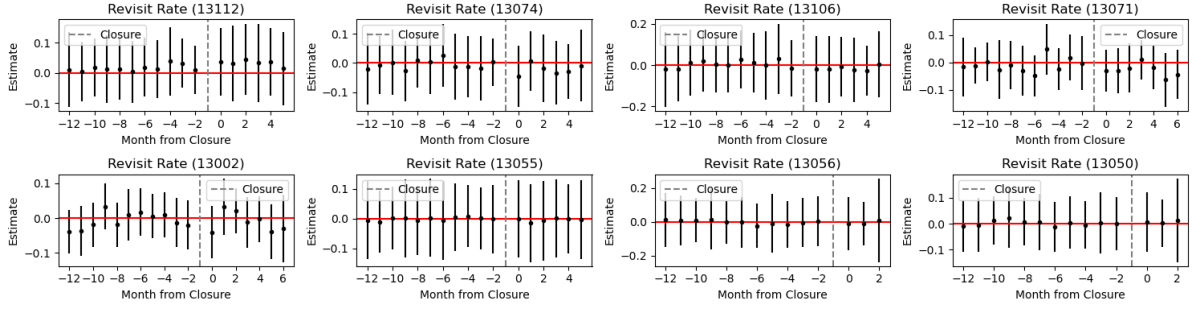 Revisit Rate (13112)
Estimate
0.1
0.0
−0.1
Closure
−12 −10 −8 −6 −4 −2 0 2 4
Month from Closure
Revisit Rate (13074)
Estimate
0.1
0.0
−0.1
Closure
−12 −10 −8 −6 −4 −2 0 2 4
Month from Closure
Revisit Rate (13106)
Estimate
0.2
0.0
−0.2
Closure
−12 −10 −8 −6 −4 −2 0 2 4
Month from Closure
Revisit Rate (13071)
Estimate
0.1
0.0
−0.1
Closure
−12 −10 −8 −6 −4 −2 0 2 4 6
Month from Closure
Revisit Rate (13002)
Estimate
0.1
0.0
−0.1
Closure
−12 −10 −8 −6 −4 −2 0 2 4 6
Month from Closure
Revisit Rate (13055)
Estimate
0.1
0.0
−0.1
Closure
−12 −10 −8 −6 −4 −2 0 2 4
Month from Closure
Revisit Rate (13056)
Estimate
0.2
0.0
−0.2
Closure
−12 −10 −8 −6 −4 −2 0 2
Month from Closure
Revisit Rate (13050)
Estimate
0.1
0.0
−0.1
Closure
−12 −10 −8 −6 −4 −2 0 2
Month from Closure